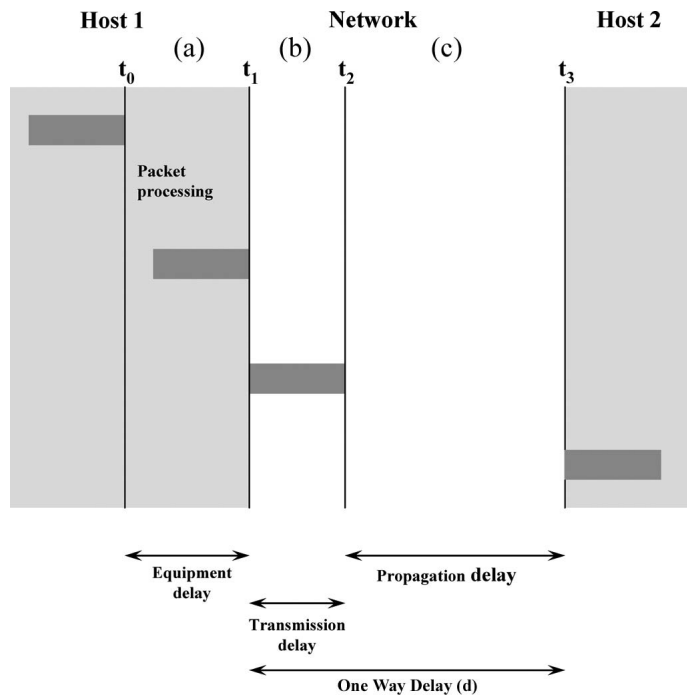 Host 1 Network Host 2
(a) (b) (c)
t0 t1 t2 t3
Packet
processing
Equipment
delay
Propagation delay
Transmission
delay
One Way Delay (d)